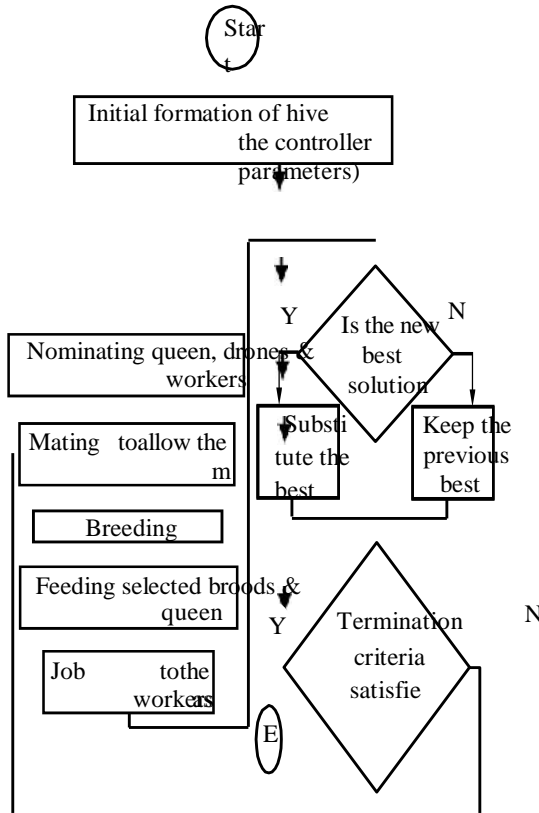 Star
t
Initial formation of hive
the controller
parameters)
Y
N
Is the new
best
solution
Nominating queen, drones &
workers
Substi
tute the
best
Keep the
previous
best
Mating toallow the
m
Breeding
Feeding selected broods &
queen
Y
Termination
criteria
satisfie
N
Job tothe
workers
as
E